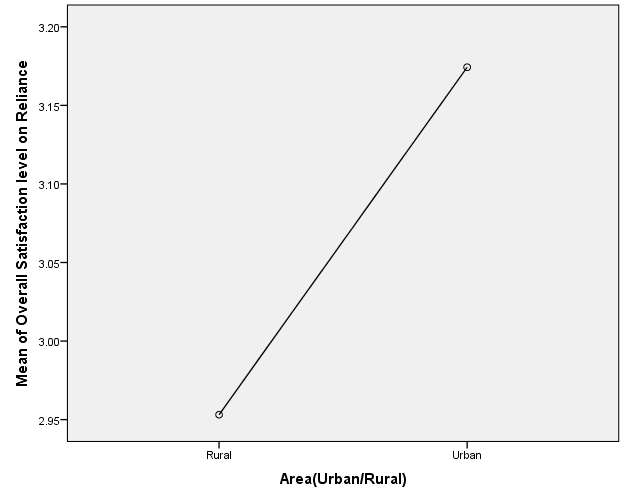 Mean of Overall Satisfaction level on Reliance
3.20
3.15
3.10
3.05
3.00
2.95
Rural
Urban
Area(Urban/Rural)